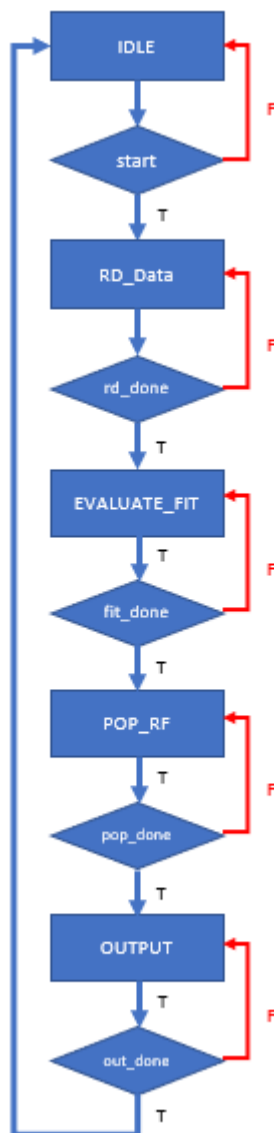 IDLE
F
start
T
RD_Data
F
rd_done
T
EVALUATE_FIT
T
F
fit_done
T
POP_RF
T
F
pop_done
T
OUTPUT
T
F
out_done
T